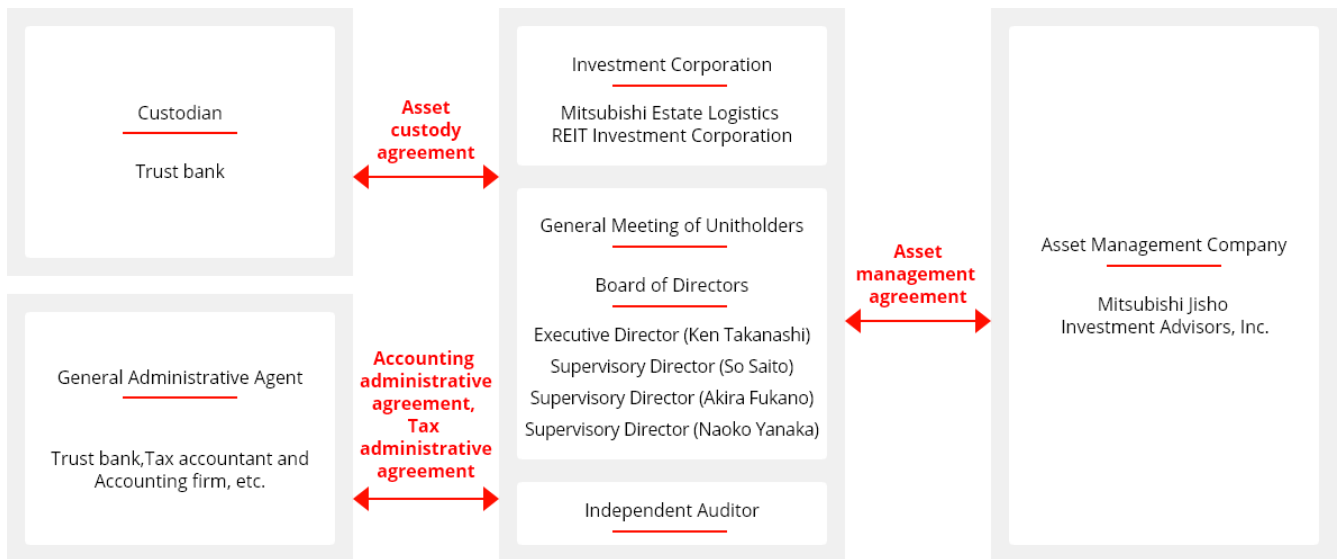 Custodian
Trust bank
General Administrative Agent
Trust bank,Tax accountant and
Accounting firm, etc.
Asset
custody
agreement
Accounting
administrative
agreement,
Tax
administrative
agreement
Investment Corporation
Mitsubishi Estate Logistics
REIT Investment Corporation
General Meeting of Unitholders
Board of Directors
Executive Director (Ken Takanashi)
Supervisory Director (So Saito)
Supervisory Director (Akira Fukano)
Supervisory Director (Naoko Yanaka)
Independent Auditor
Asset
management
agreement
Asset Management Company
Mitsubishi Jisho
Investment Advisors, Inc.